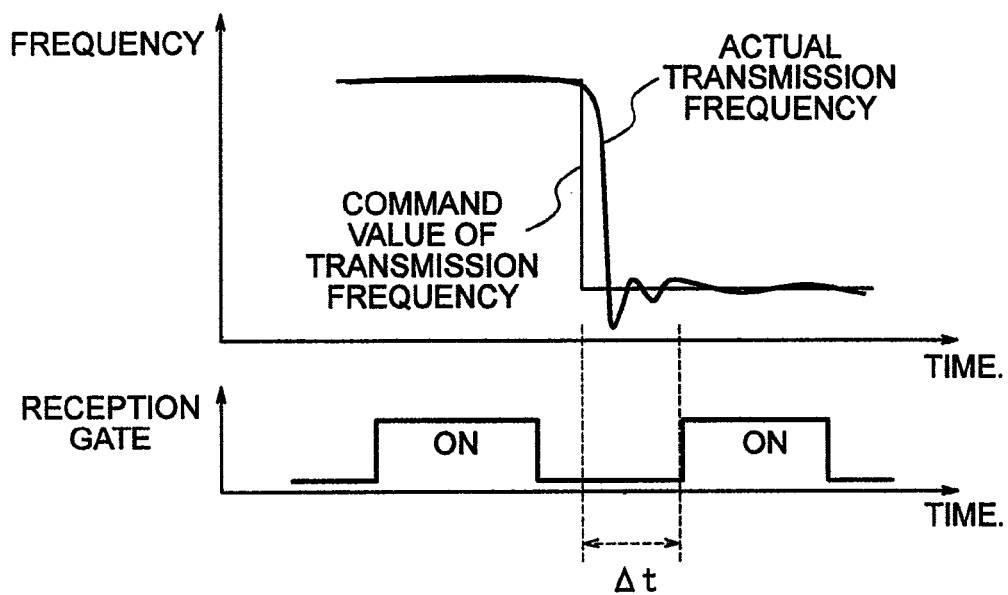 FREQUENCY
ACTUAL
TRANSMISSION
FREQUENCY
COMMAND
VALUE OF
TRANSMISSION
FREQUENCY
TIME.
RECEPTION
GATE
ON
ON
TIME.
Δt